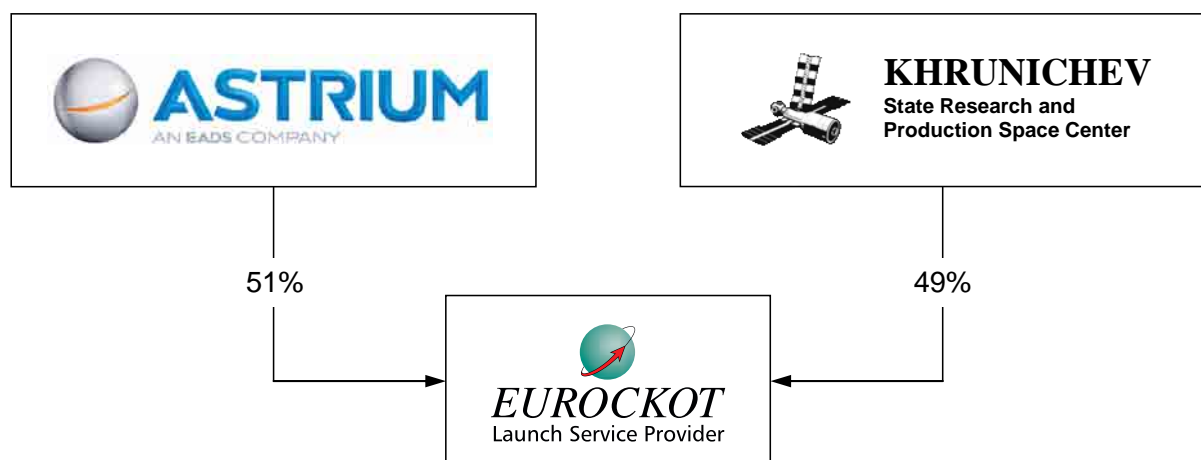 ASTRIUM
AN EADS COMPANY
KHRUNICHEV
State Research and
Production Space Center
51%
49%
EUROCKOT
Launch Service Provider